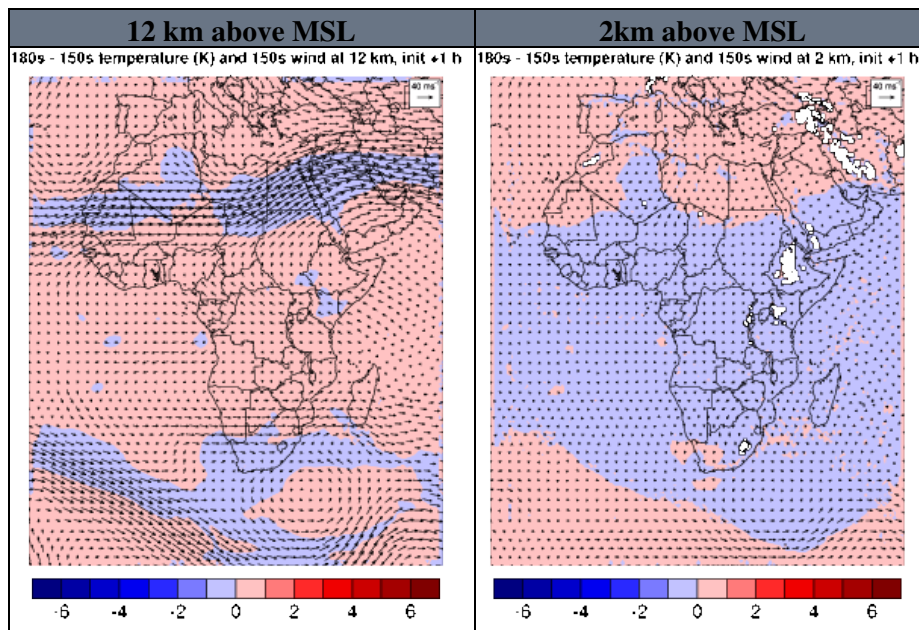 12 km above MSL
2km above MSL
180s - 150s temperature (K) and 150s wind at 12 km, init +1 h
180s - 150s temperature (K) and 150s wind at 2 km, init +1 h
40 ms⁻¹
40 ms⁻¹
-6 -4 -2 0 2 4 6
-6 -4 -2 0 2 4 6